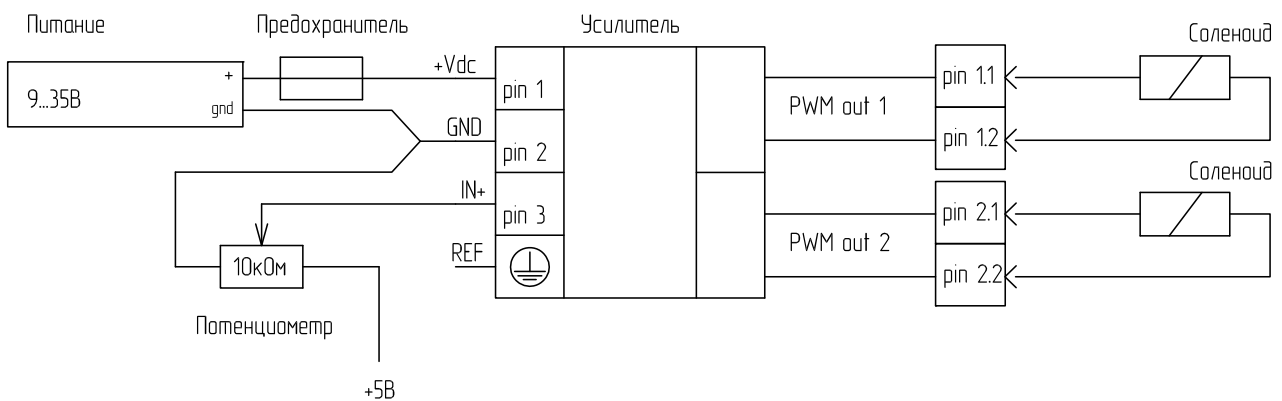 Питание
Предохранитель
Усилитель
Соленоид
9...35В
+
gnd
+Vdc
pin 1
GND
pin 2
IN+
pin 3
REF
10кОм
Потенциометр
+5В
PWM out 1
pin 1.1
pin 1.2
Соленоид
PWM out 2
pin 2.1
pin 2.2